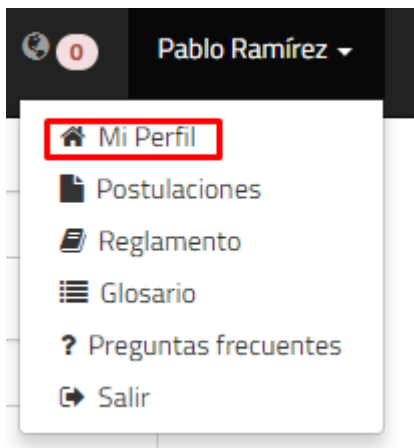 0 Pablo Ramírez
Mi Perfil
Postulaciones
Reglamento
Glosario
? Preguntas frecuentes
Salir